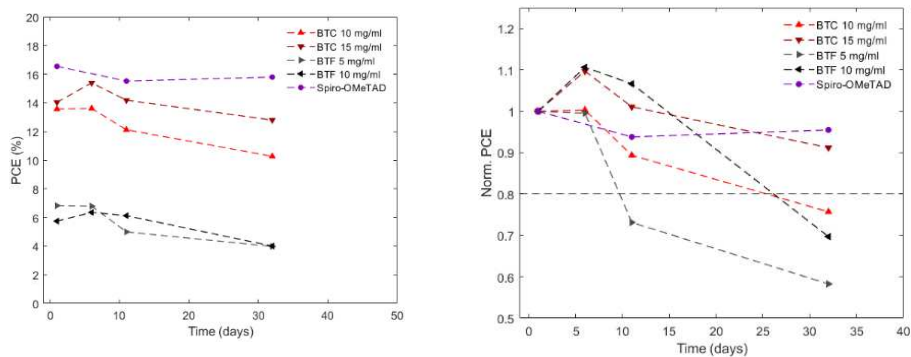 20
18
16
14
12
10
8
6
4
2
0
PCE (%)
0 10 20 30 40 50
Time (days)
BTC 10 mg/ml
BTC 15 mg/ml
BTF 5 mg/ml
BTF 10 mg/ml
Spiro-OMeTAD
1.2
1.1
1
0.9
0.8
0.7
0.6
0.5
Norm. PCE
0 5 10 15 20 25 30 35 40
Time (days)
BTC 10 mg/ml
BTC 15 mg/ml
BTF 5 mg/ml
BTF 10 mg/ml
Spiro-OMeTAD